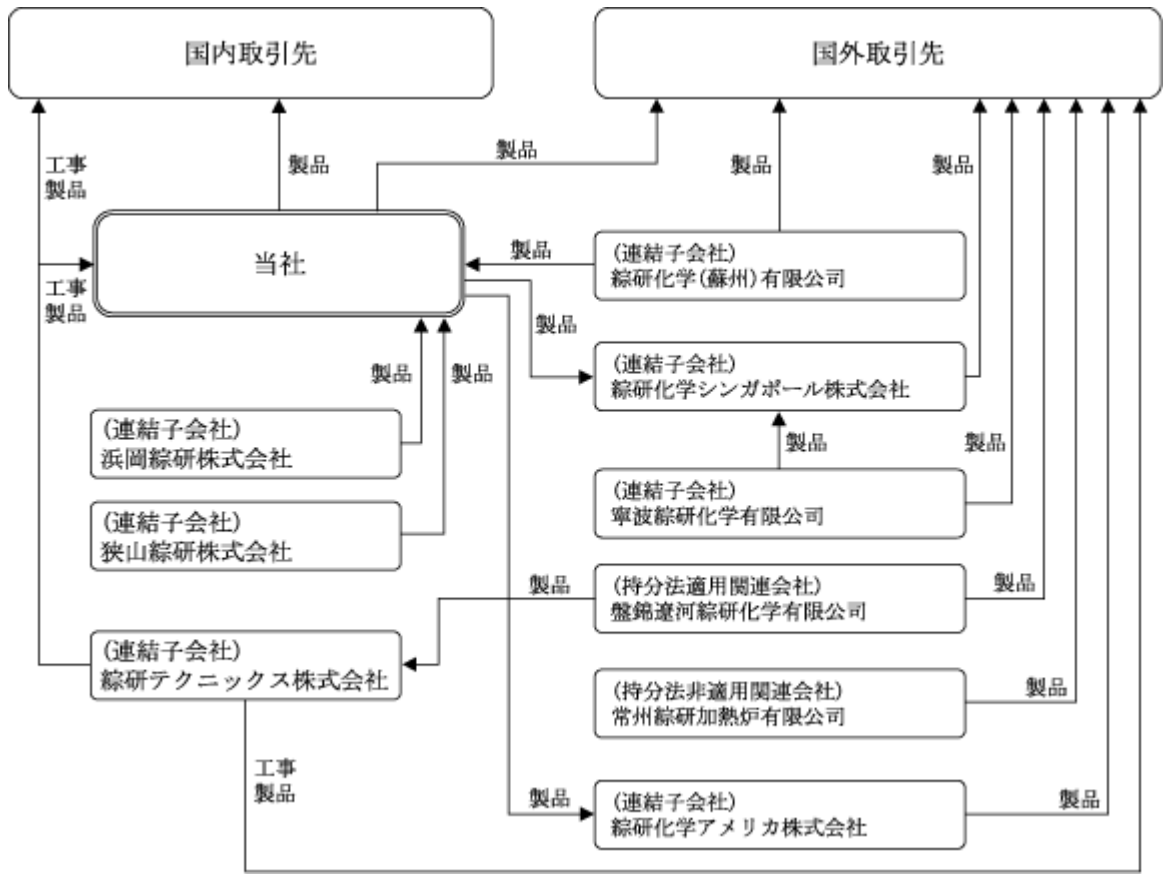 国内取引先
国外取引先
工事
製品
製品
製品
製品
製品
当社
製品
(連結子会社)
綜研化学(蘇州)有限公司
工事
製品
製品
(連結子会社)
綜研化学シンガポール株式会社
製品
製品
(連結子会社)
浜岡綜研株式会社
製品
製品
(連結子会社)
寧波綜研化学有限公司
(連結子会社)
狭山綜研株式会社
製品
(持分法適用関連会社)
盤錦遼河綜研化学有限公司
製品
(連結子会社)
綜研テクニックス株式会社
(持分法非適用関連会社)
常州綜研加熱炉有限公司
製品
工事
製品
製品
(連結子会社)
綜研化学アメリカ株式会社
製品